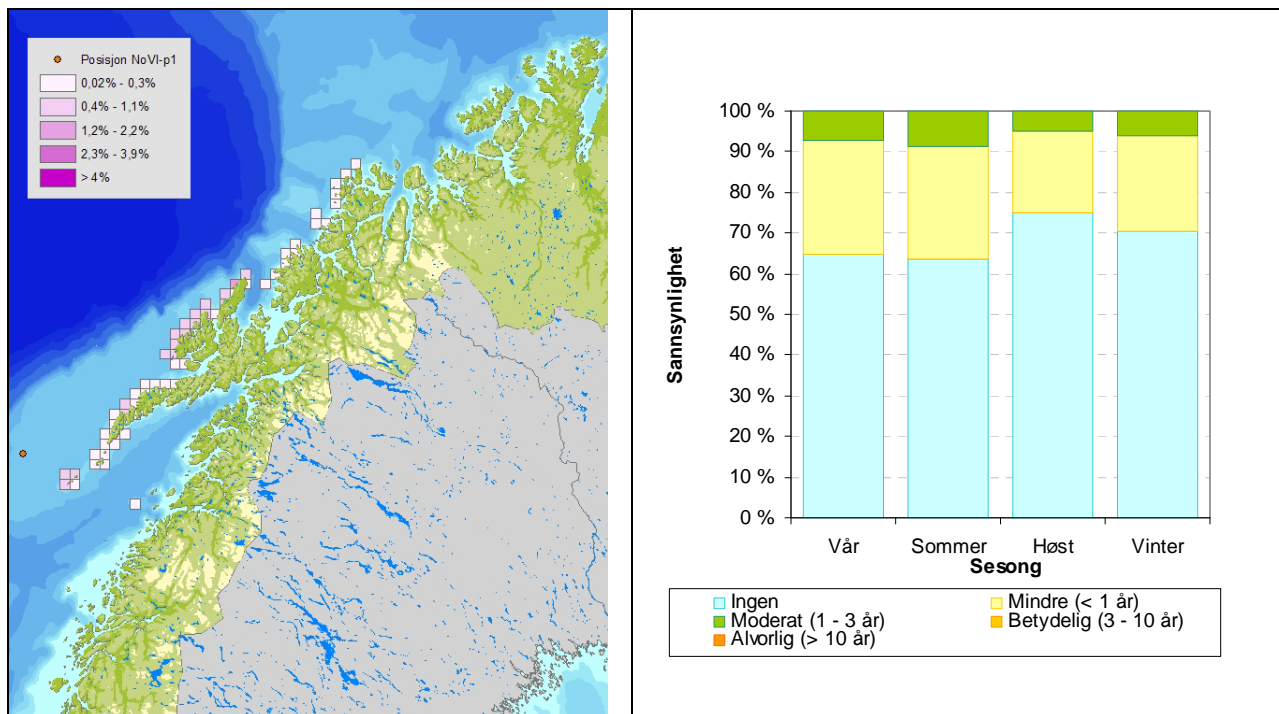 Posisjon NoVI-p1
0,02% - 0,3%
0,4% - 1,1%
1,2% - 2,2%
2,3% - 3,9%
> 4%
100 %
90 %
80 %
70 %
60 %
50 %
40 %
30 %
20 %
10 %
0 %
Sannsynlighet
Vår Sommer Høst Vinter
Sesong
Ingen Mindre (< 1 år)
Moderat (1 - 3 år) Betydelig (3 - 10 år)
Alvorlig (> 10 år)